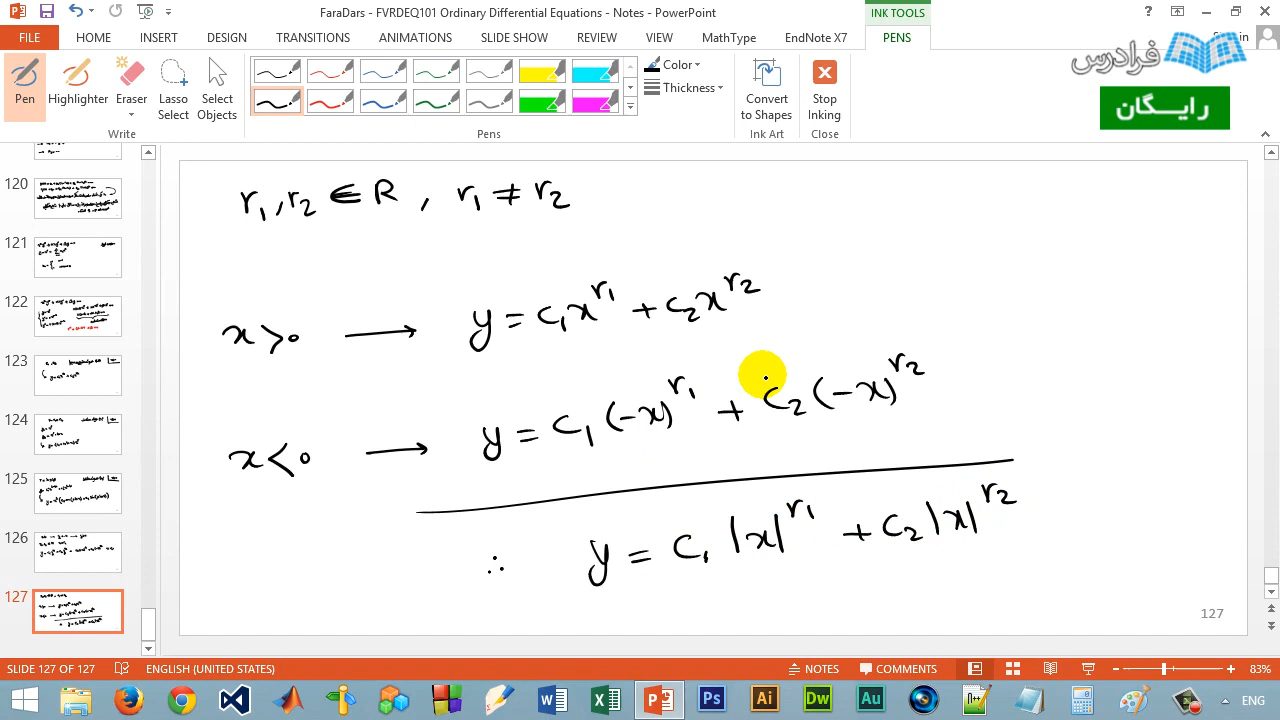 FaraDars - FVRDEQ101 Ordinary Differential Equations - Notes - PowerPoint
INK TOOLS
?
FILE HOME INSERT DESIGN TRANSITIONS ANIMATIONS SLIDE SHOW REVIEW VIEW MathType EndNote X7 PENS
فرادرس
رایگان
Pen Highlighter Eraser Lasso Select Select Objects
Color
Thickness
Convert to Shapes
Stop Inking
Write Pens Ink Art Close
120
121
122
123
124
125
126
127
r₁, r₂ ∈ R, r₁ ≠ r₂
x > 0 → y = c₁x^r₁ + c₂x^r₂
x < 0 → y = c₁(-x)^r₁ + c₂(-x)^r₂
∴ y = c₁|x|^r₁ + c₂|x|^r₂
127
SLIDE 127 OF 127 ENGLISH (UNITED STATES) NOTES COMMENTS 83%
W X P Ps Ai Dw Au ENG